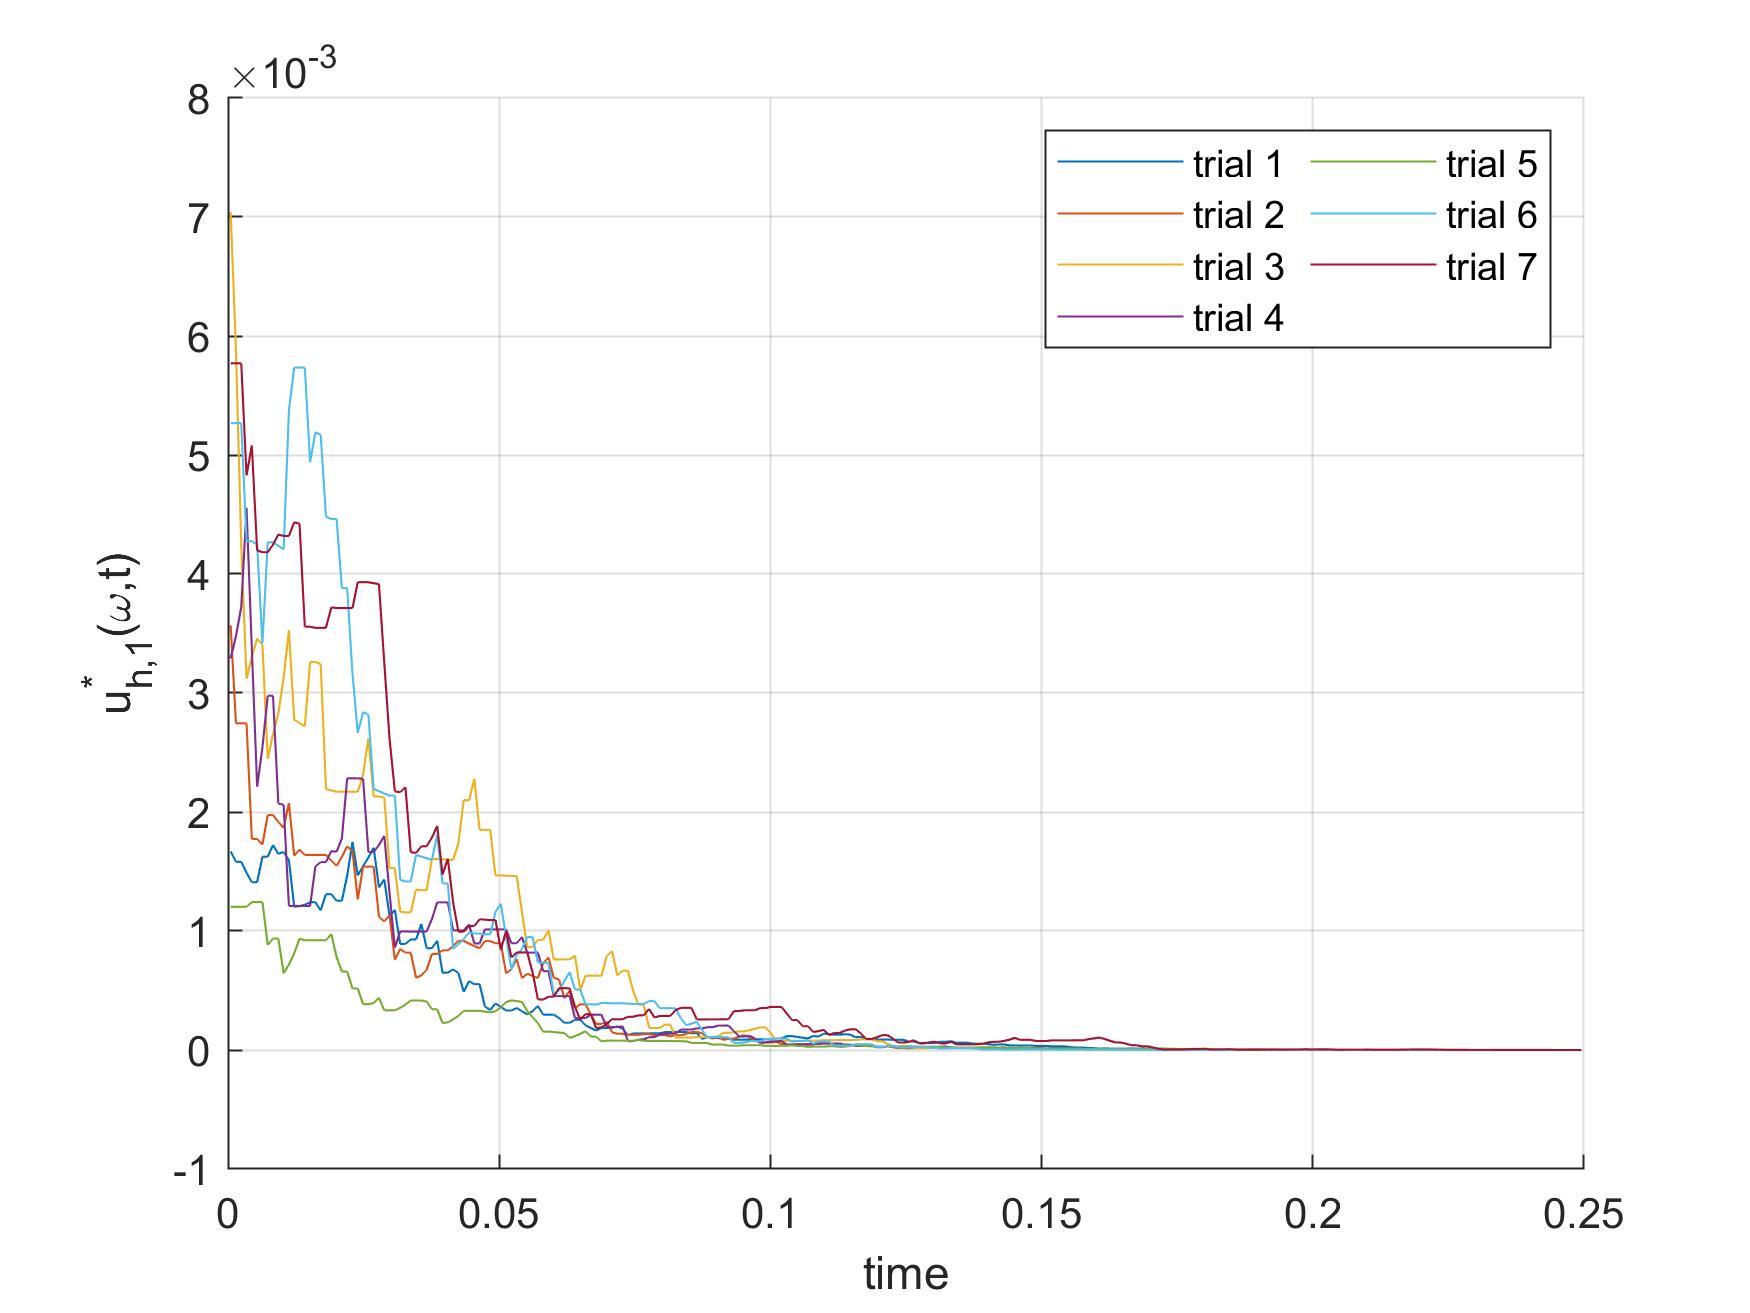 ×10⁻³
8
7
6
5
4
3
2
1
0
-1
u*h,1(ω,t)
trial 1
trial 2
trial 3
trial 4
trial 5
trial 6
trial 7
0 0.05 0.1 0.15 0.2 0.25
time